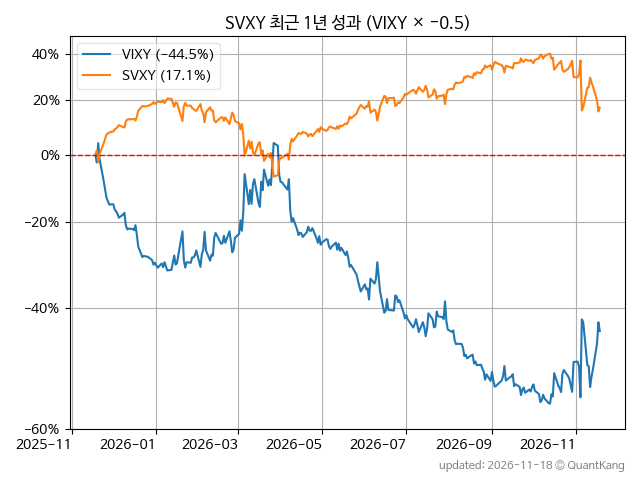 SVXY 최근 1년 성과 (VIXY × −0.5)
VIXY (−44.5%)
SVXY (17.1%)
40%
20%
0%
−20%
−40%
−60%
2025−11 2026−01 2026−03 2026−05 2026−07 2026−09 2026−11
updated: 2026−11−18 ⓒ QuantKang